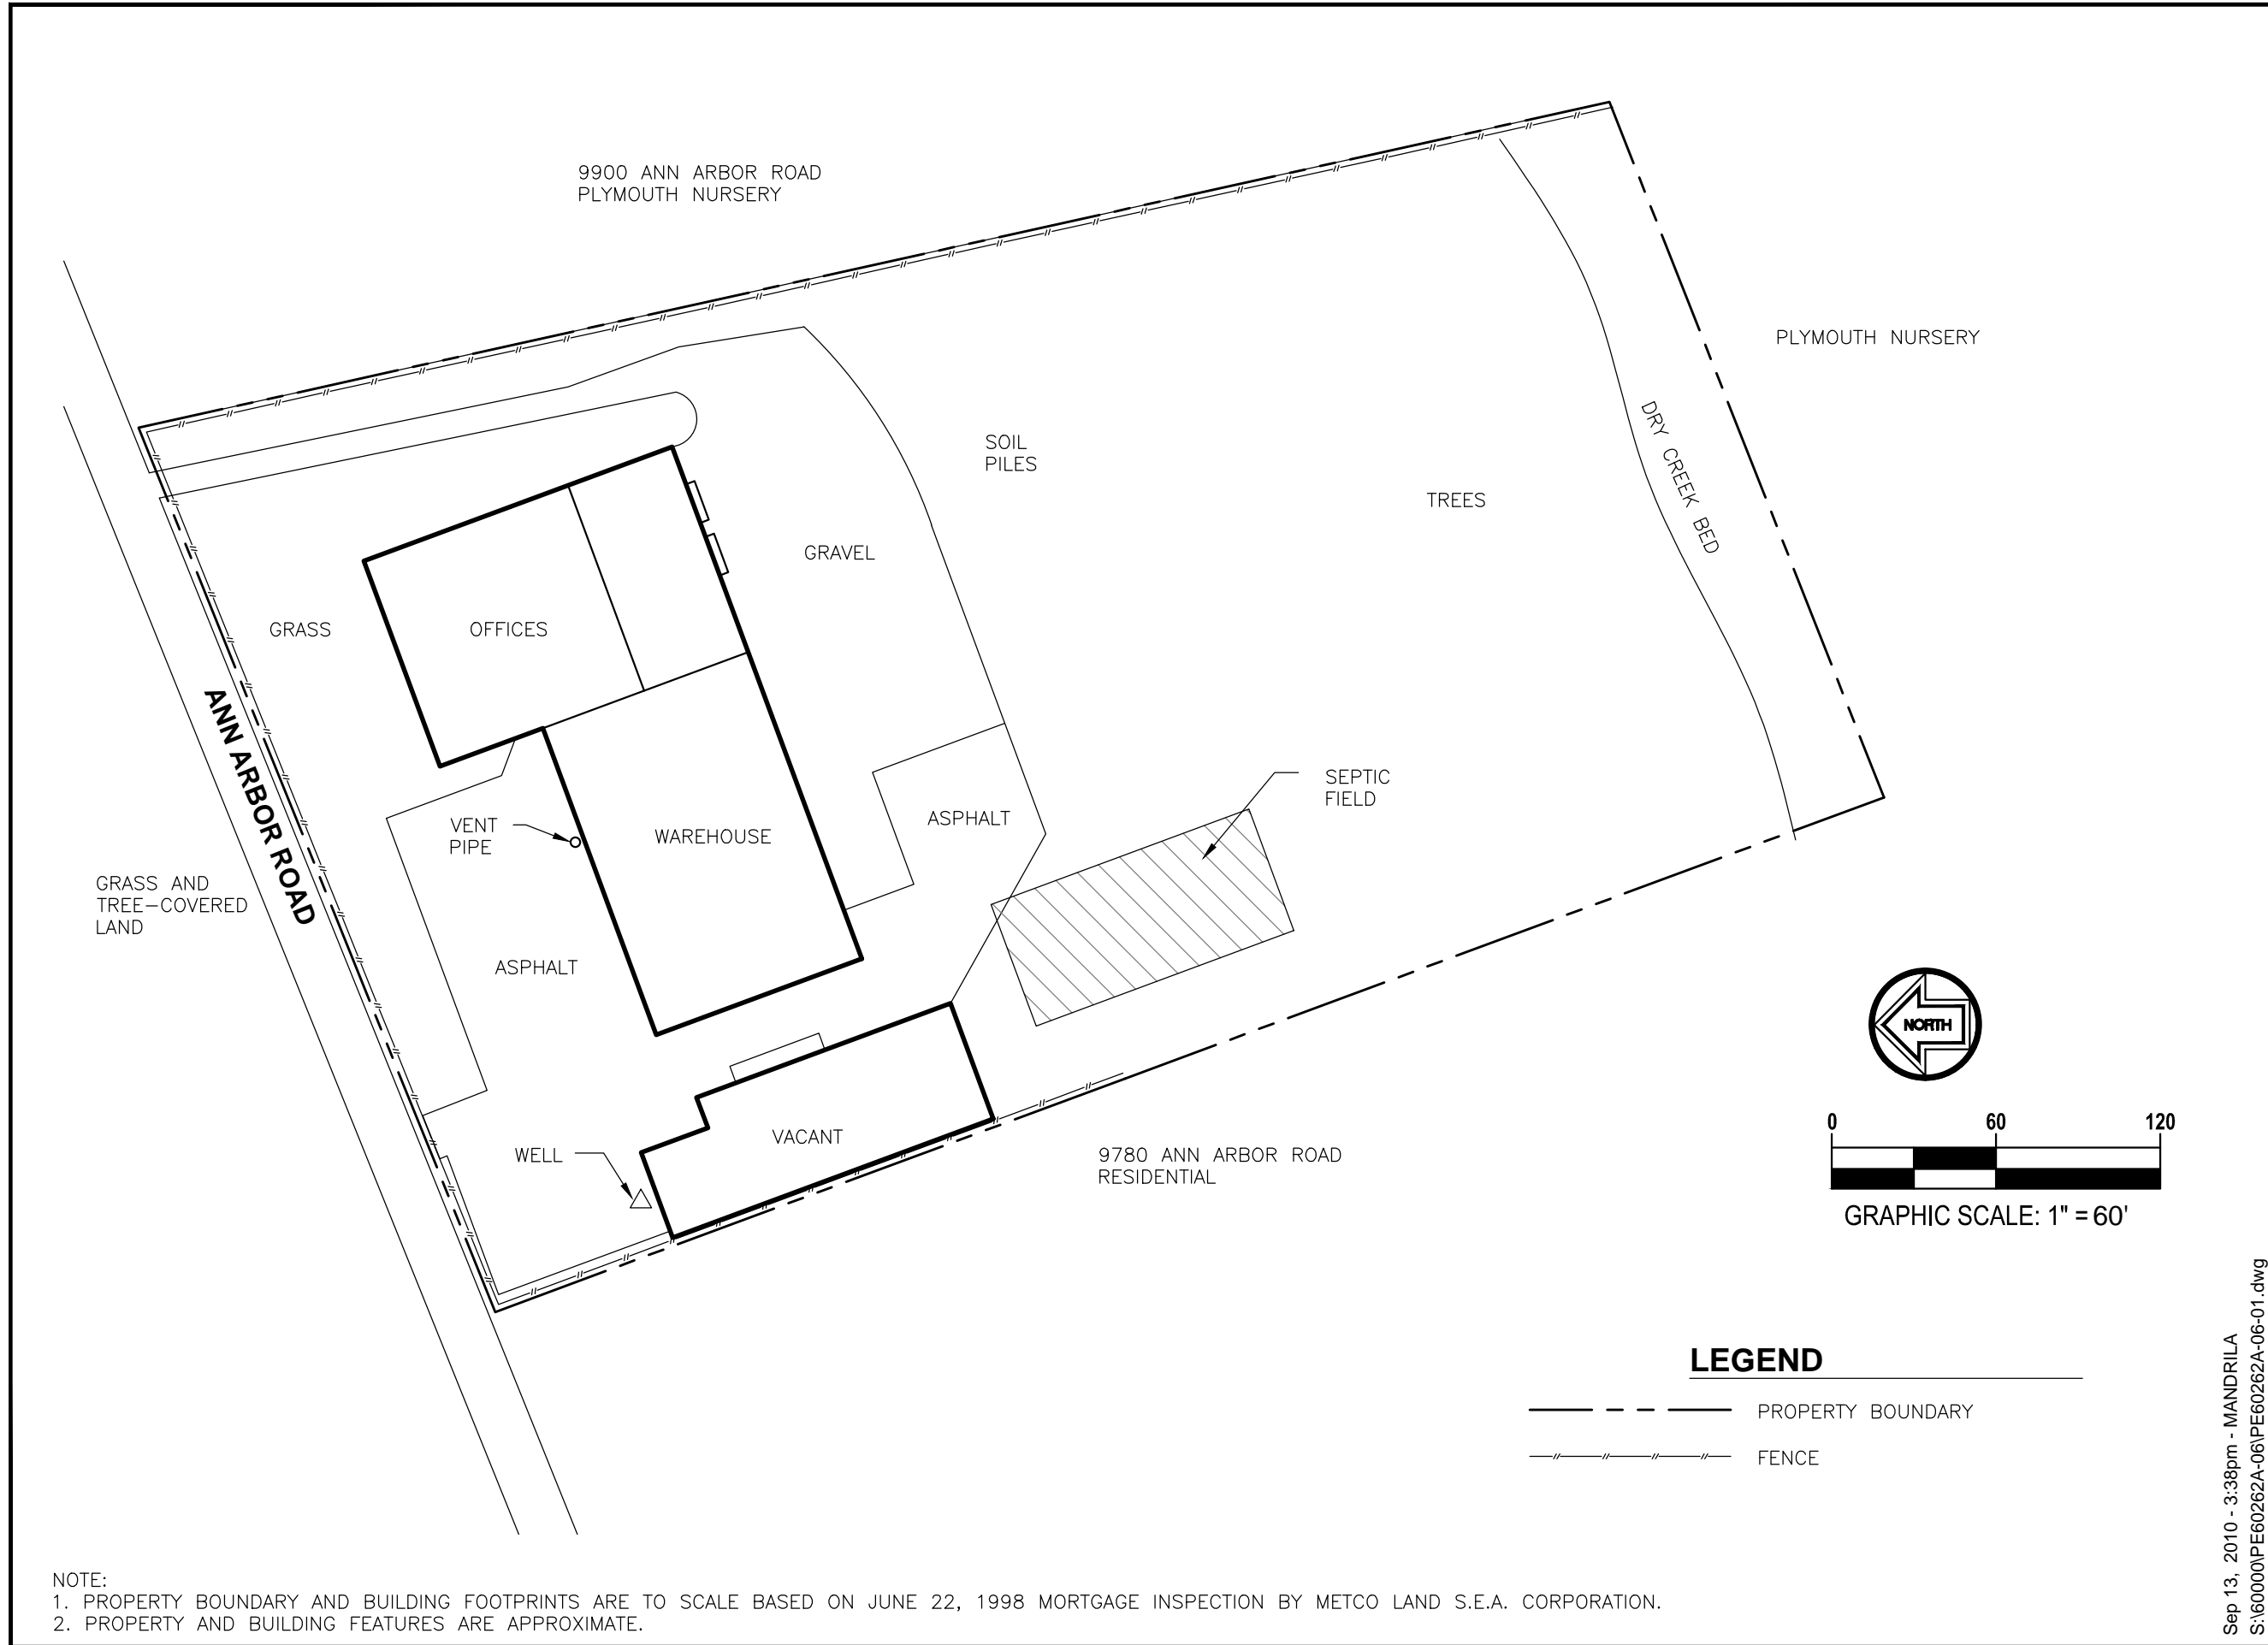 9900 ANN ARBOR ROAD
PLYMOUTH NURSERY
PLYMOUTH NURSERY
DRY CREEK BED
SOIL
PILES
TREES
GRAVEL
GRASS
OFFICES
ANN ARBOR ROAD
SEPTIC
FIELD
VENT
PIPE
WAREHOUSE
ASPHALT
GRASS AND
TREE-COVERED
LAND
ASPHALT
NORTH
WELL
VACANT
9780 ANN ARBOR ROAD
RESIDENTIAL
0 60 120
GRAPHIC SCALE: 1" = 60'
LEGEND
PROPERTY BOUNDARY
FENCE
NOTE:
1. PROPERTY BOUNDARY AND BUILDING FOOTPRINTS ARE TO SCALE BASED ON JUNE 22, 1998 MORTGAGE INSPECTION BY METCO LAND S.E.A. CORPORATION.
2. PROPERTY AND BUILDING FEATURES ARE APPROXIMATE.
Sep 13, 2010 - 3:38pm - MANDRILA
S:\60000\PE60262A-06\PE60262A-06-01.dwg